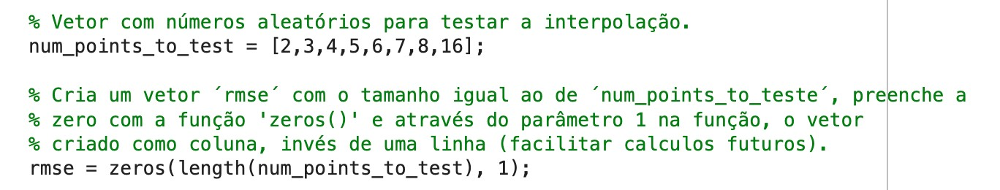 % Vetor com números aleatórios para testar a interpolação.
num_points_to_test = [2,3,4,5,6,7,8,16];
% Cria um vetor ´rmse´ com o tamanho igual ao de ´num_points_to_teste´, preenche a
% zero com a função 'zeros()' e através do parâmetro 1 na função, o vetor
% criado como coluna, invés de uma linha (facilitar calculos futuros).
rmse = zeros(length(num_points_to_test), 1);